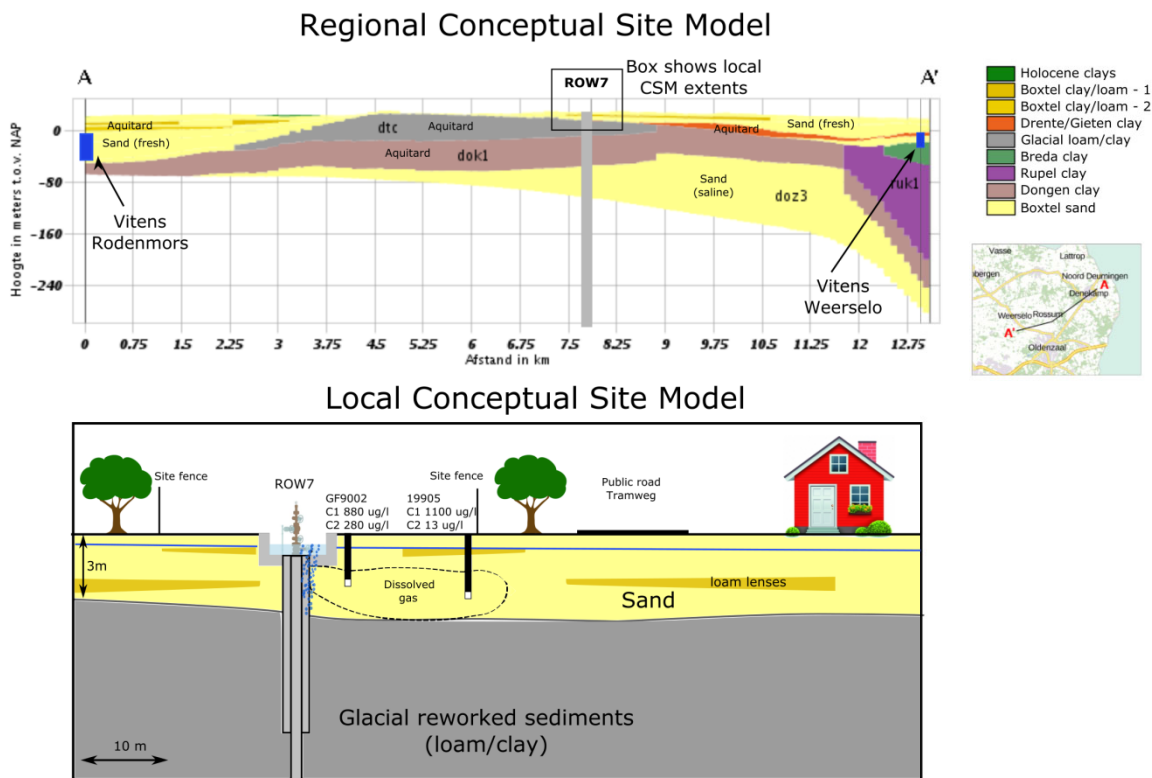 Regional Conceptual Site Model
A
ROW7
Box shows local
CSM extents
A'
Hoogte in meters t.o.v. NAP
0
-50
-160
-240
Aquitard
Sand (fresh)
dtc
Aquitard
Aquitard
dok1
Aquitard
Sand (fresh)
Sand
(saline)
doz3
ruk1
Vitens
Rodenmors
Vitens
Weerselo
0
0.75
1.5
2.25
3
3.75
4.5
5.25
6
6.75
7.5
8.25
9
9.75
10.5
11.25
12
12.75
Afstand in km
Holocene clays
Boxtel clay/loam - 1
Boxtel clay/loam - 2
Drente/Gieten clay
Glacial loam/clay
Breda clay
Rupel clay
Dongen clay
Boxtel sand
Vasse
Lattrop
Noord Deurningen
Denekamp
A
Weerselo
Rossum
A'
Oldenzaal
Local Conceptual Site Model
Site fence
ROW7
GF9002
C1 880 ug/l
C2 280 ug/l
19905
C1 1100 ug/l
C2 13 ug/l
Site fence
Public road
Tramweg
3m
Dissolved
gas
Sand
loam lenses
Glacial reworked sediments
(loam/clay)
10 m